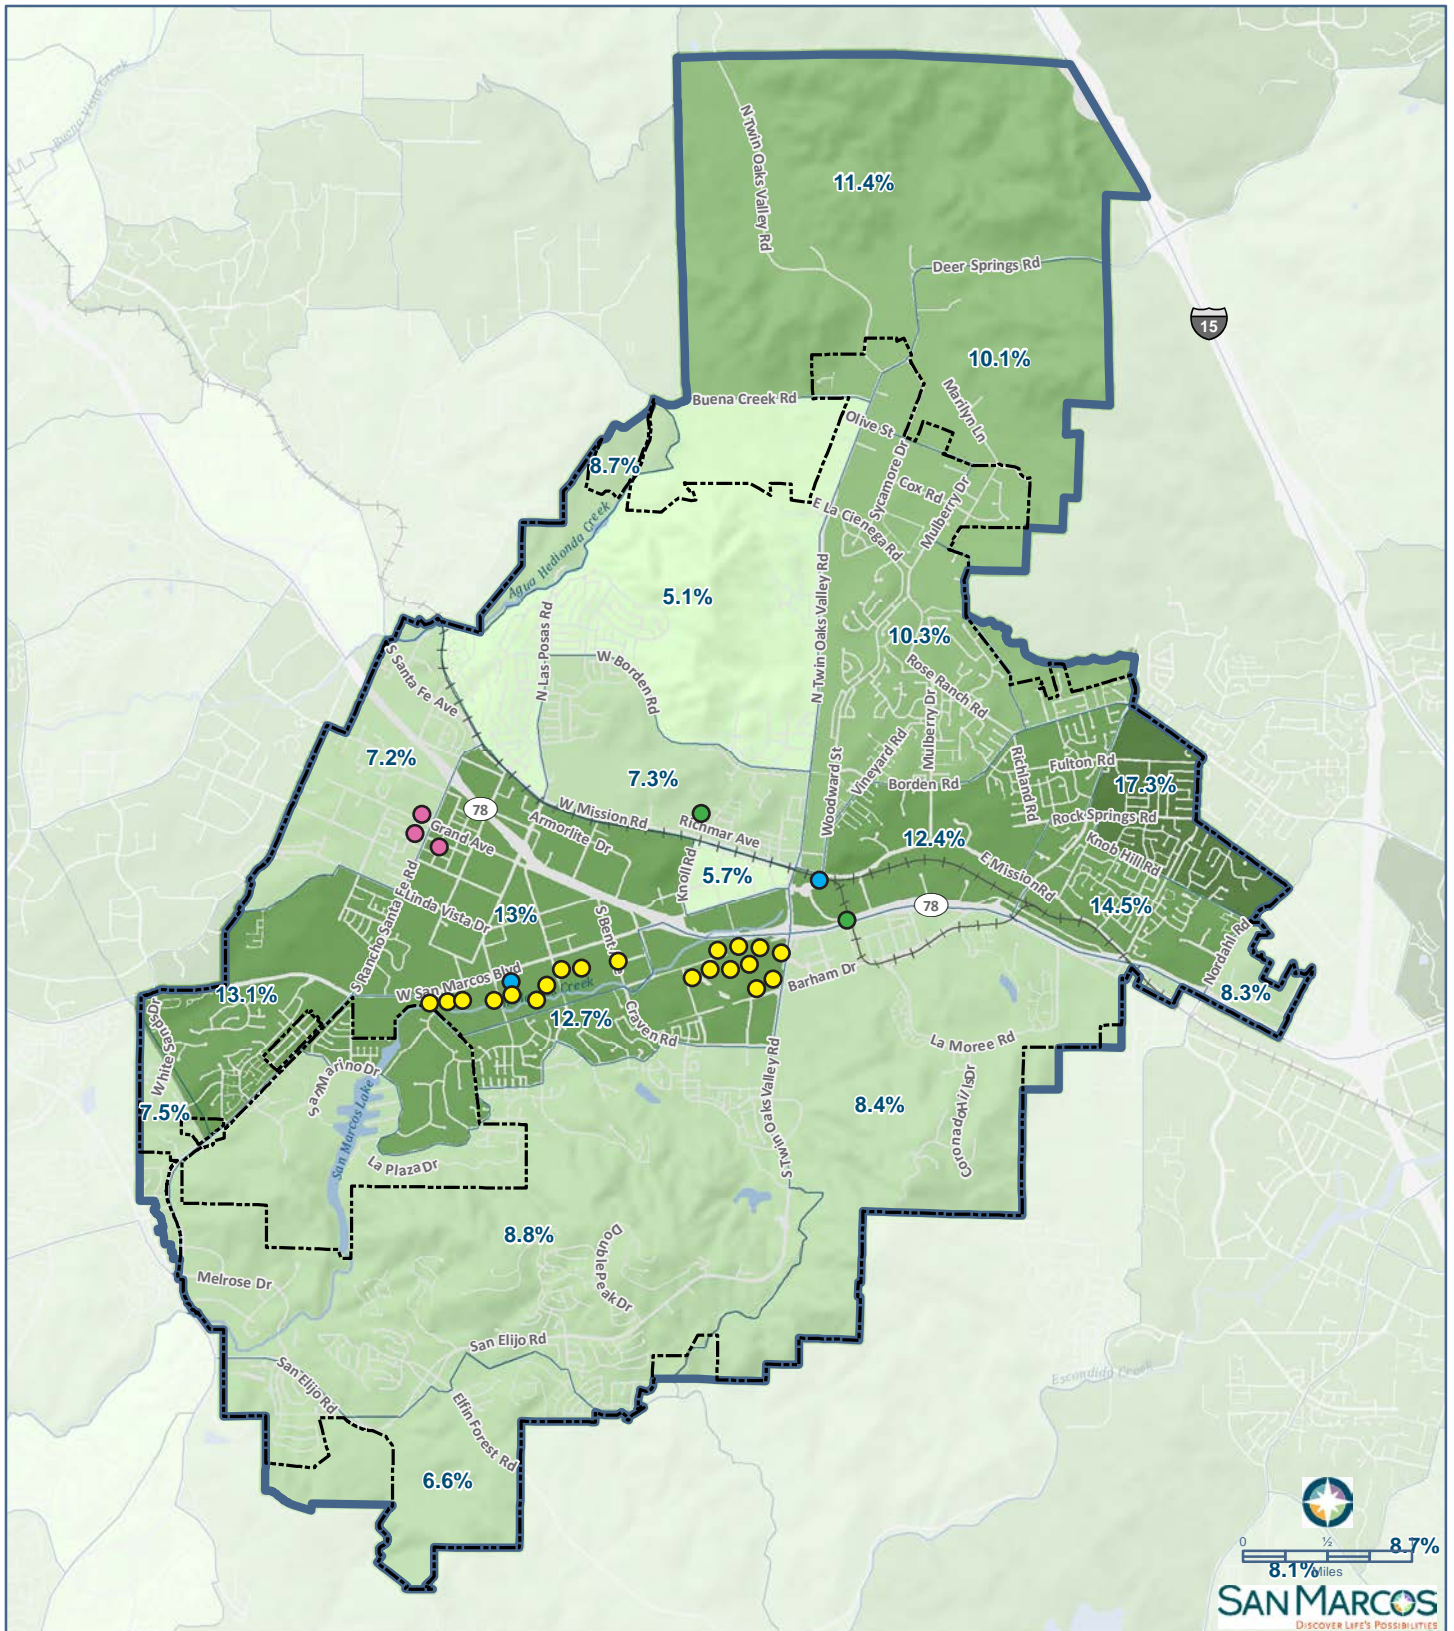 Buena Vista Creek
N Twin Oaks Valley Rd
11.4%
Deer Springs Rd
15
10.1%
Marilyn Ln
Buena Creek Rd
Olive St
8.7%
Sycamore Dr
Cox Rd
Mulberry Dr
E La Cienega Rd
Agua Hedionda Creek
5.1%
N Las Posas Rd
N Twin Oaks Valley Rd
10.3%
S Santa Fe Ave
W Borden Rd
Rose Ranch Rd
Mulberry Dr
7.2%
7.3%
Woodward St
Vineyard Rd
Borden Rd
Richland Rd
Fulton Rd
17.3%
78
W Mission Rd
Richmar Ave
Rock Springs Rd
Grand Ave
Armorlite Dr
12.4%
Knob Hill Rd
Knoll Rd
5.7%
E Mission Rd
S Rancho Santa Fe Rd
Linda Vista Dr
13%
78
14.5%
S Bent Ave
Nordahl Rd
W San Marcos Blvd
Creek
Barham Dr
8.3%
13.1%
White Sands Dr
12.7%
Craven Rd
La Moree Rd
San Marino Dr
San Marcos Lake
7.5%
8.4%
Coronado Hills Dr
S Twin Oaks Valley Rd
La Plaza Dr
8.8%
Double Peak Dr
Melrose Dr
San Elijo Rd
San Elijo Rd
Escondido Creek
Elfin Forest Rd
6.6%
0 ½ 1
8.7%
8.1%
Miles
SAN MARCOS
DISCOVER LIFE'S POSSIBILITIES